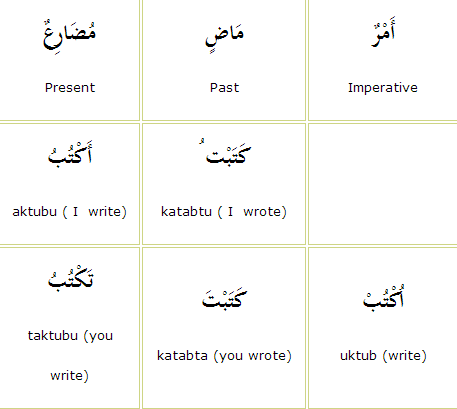 مُضَارِعٌ
Present
مَاضٍ
Past
أَمْرٌ
Imperative
أَكْتُبُ
aktubu ( I write)
كَتَبْت ُ
katabtu ( I wrote)
تَكْتُبُ
taktubu (you
write)
كَتَبْتَ
katabta (you wrote)
اُكْتُبْ
uktub (write)